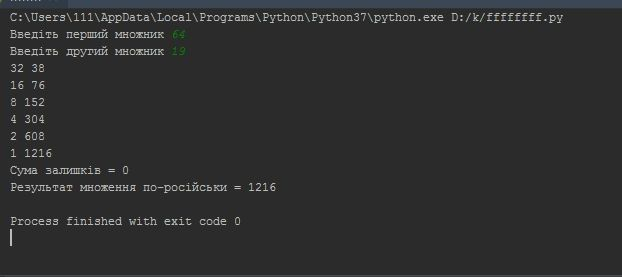 C:\Users\111\AppData\Local\Programs\Python\Python37\python.exe D:/k/ffffffff.py
Введіть перший множник 64
Введіть другий множник 19
32 38
16 76
8 152
4 304
2 608
1 1216
Сума залишків = 0
Результат множення по-російськи = 1216
Process finished with exit code 0